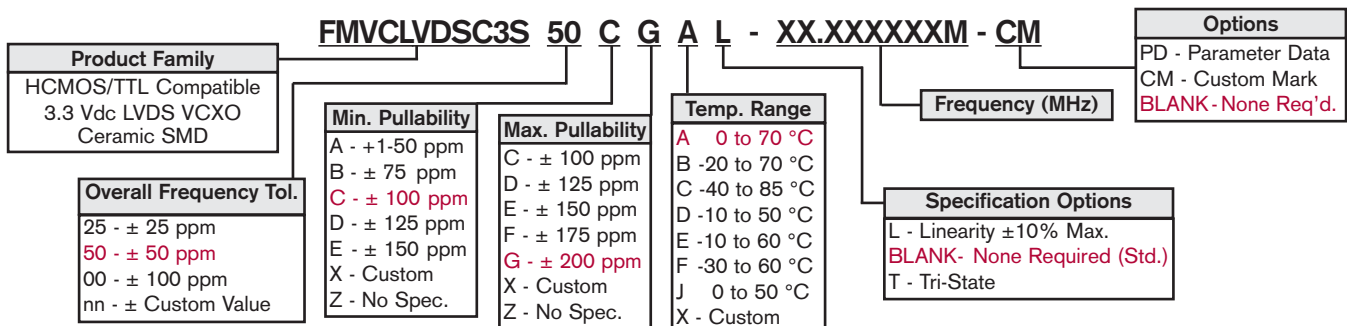 FMVCLVDSC3S 50 C G A L - XX.XXXXXXM - CM
Product Family
HCMOS/TTL Compatible
3.3 Vdc LVDS VCXO
Ceramic SMD
Overall Frequency Tol.
25 - ± 25 ppm
50 - ± 50 ppm
00 - ± 100 ppm
nn - ± Custom Value
Min. Pullability
A - +1-50 ppm
B - ± 75 ppm
C - ± 100 ppm
D - ± 125 ppm
E - ± 150 ppm
X - Custom
Z - No Spec.
Max. Pullability
C - ± 100 ppm
D - ± 125 ppm
E - ± 150 ppm
F - ± 175 ppm
G - ± 200 ppm
X - Custom
Z - No Spec.
Temp. Range
A 0 to 70 °C
B -20 to 70 °C
C -40 to 85 °C
D -10 to 50 °C
E -10 to 60 °C
F -30 to 60 °C
J 0 to 50 °C
X - Custom
Specification Options
L - Linearity ±10% Max.
BLANK- None Required (Std.)
T - Tri-State
Frequency (MHz)
Options
PD - Parameter Data
CM - Custom Mark
BLANK - None Req'd.